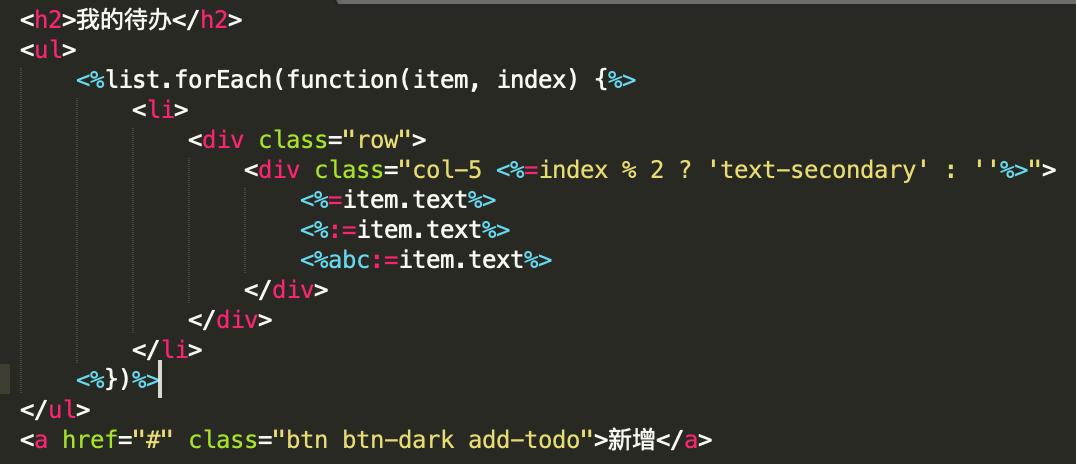 <h2>我的待办</h2>
<ul>
    <%list.forEach(function(item, index) {%>
        <li>
            <div class="row">
                <div class="col-5 <%=index % 2 ? 'text-secondary' : ''%>">
                    <%=item.text%>
                    <%:=item.text%>
                    <%abc:=item.text%>
                </div>
            </div>
        </li>
    <%})%>
</ul>
<a href="#" class="btn btn-dark add-todo">新增</a>